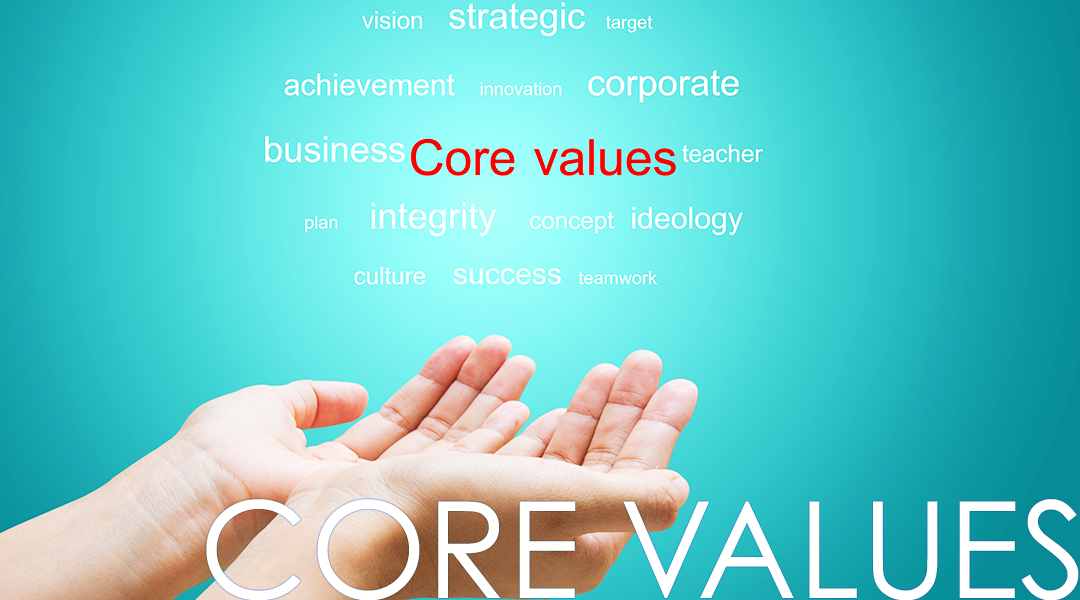 vision strategic target
achievement innovation corporate
business Core values teacher
plan integrity concept ideology
culture success teamwork
CORE VALUES